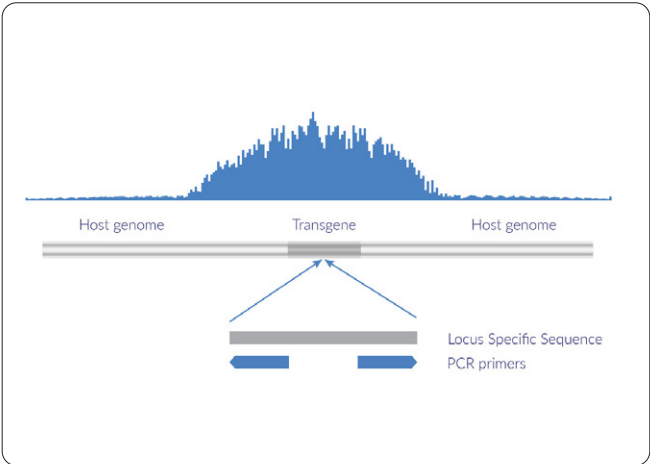 Host genome Transgene Host genome
Locus Specific Sequence
PCR primers